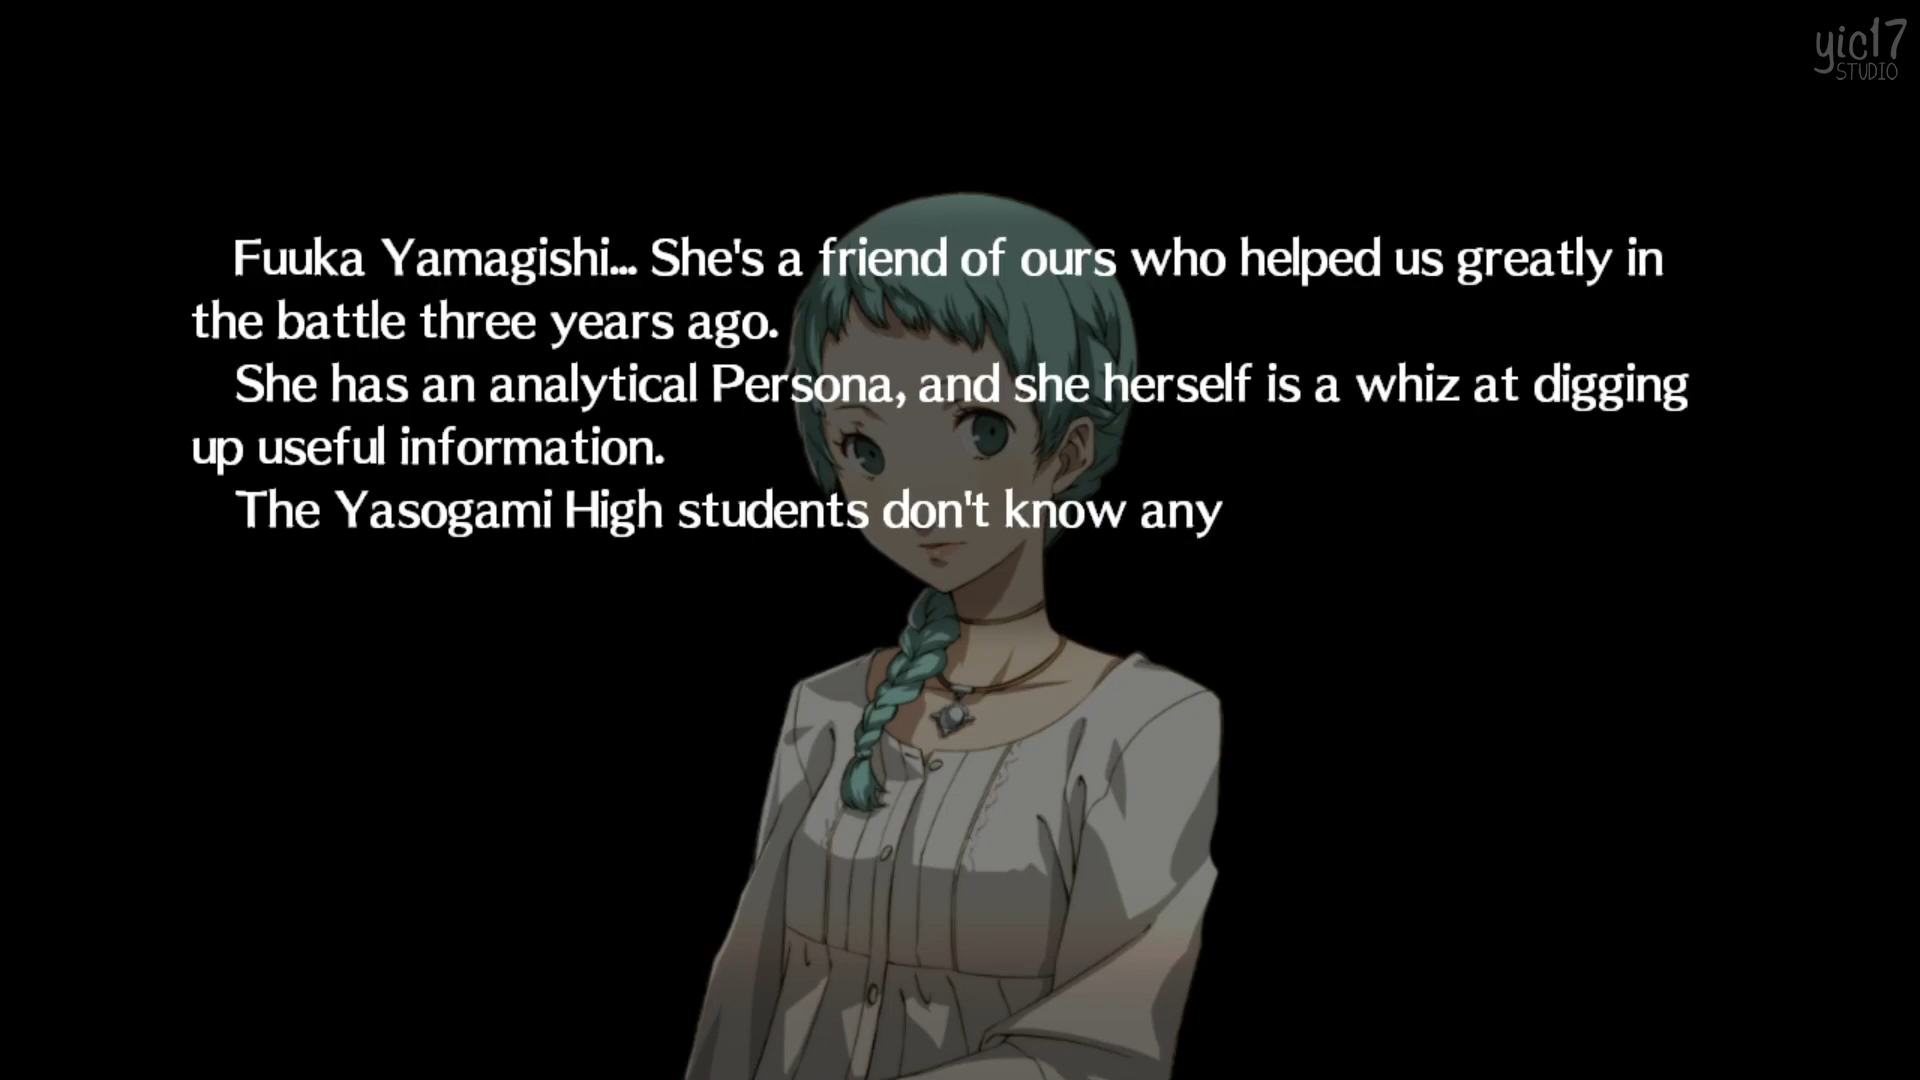 yic17
STUDIO
Fuuka Yamagishi... She's a friend of ours who helped us greatly in
the battle three years ago.
She has an analytical Persona, and she herself is a whiz at digging
up useful information.
The Yasogami High students don't know any